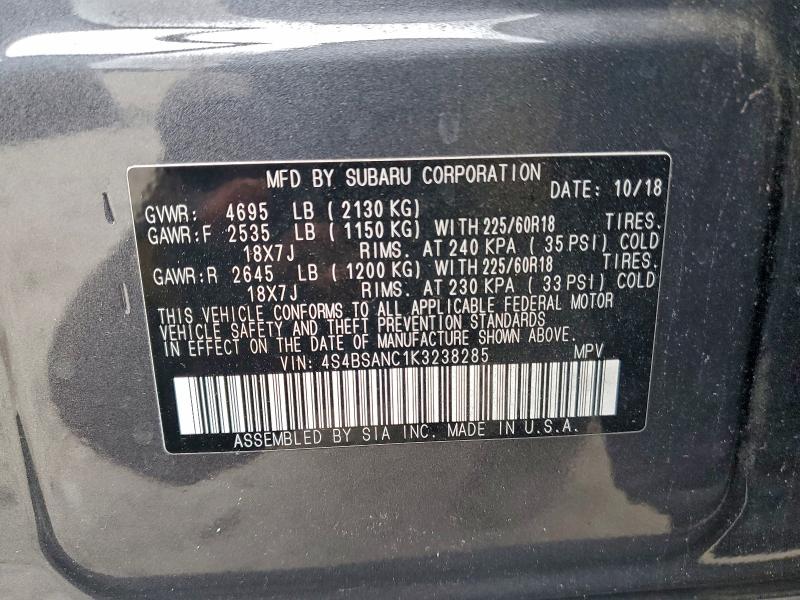 MFD BY SUBARU CORPORATION DATE: 10/18
GVWR: 4695 LB ( 2130 KG)
GAWR:F 2535 LB ( 1150 KG) WITH 225/60R18 TIRES.
18X7J RIMS. AT 240 KPA ( 35 PSI) COLD
GAWR:R 2645 LB ( 1200 KG) WITH 225/60R18 TIRES.
18X7J RIMS. AT 230 KPA ( 33 PSI) COLD
THIS VEHICLE CONFORMS TO ALL APPLICABLE FEDERAL MOTOR
VEHICLE SAFETY AND THEFT PREVENTION STANDARDS
IN EFFECT ON THE DATE OF MANUFACTURE SHOWN ABOVE.
VIN: 4S4BSANC1K3238285 MPV
ASSEMBLED BY SIA INC. MADE IN U.S.A.